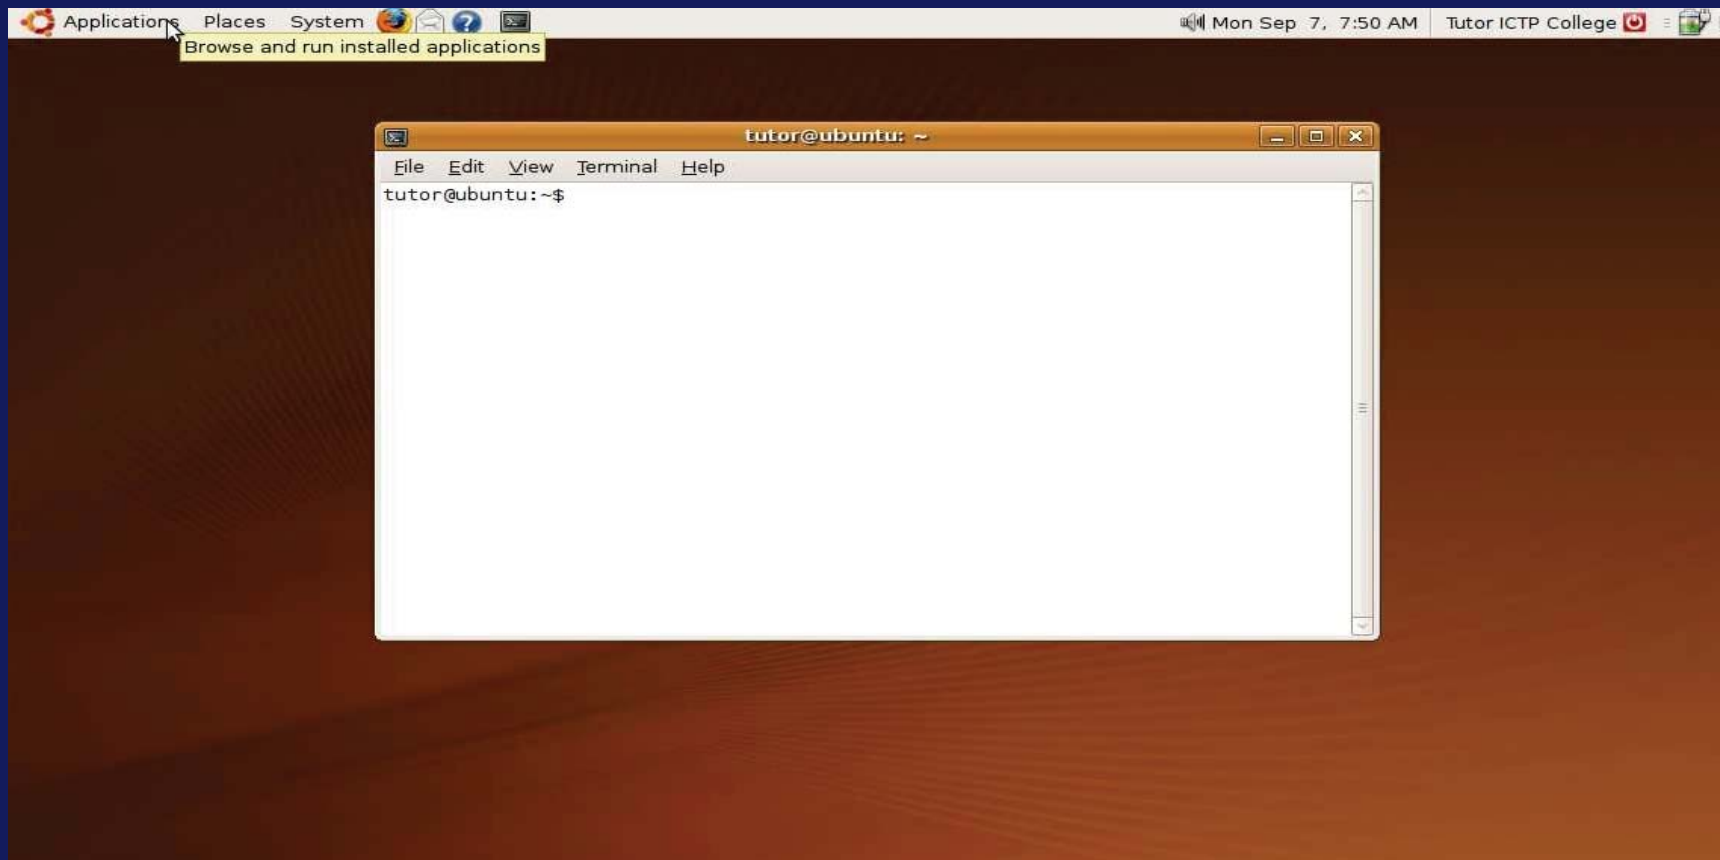 Applications Places System Mon Sep 7, 7:50 AM Tutor ICTP College
Browse and run installed applications
tutor@ubuntu: ~
File Edit View Terminal Help
tutor@ubuntu:~$